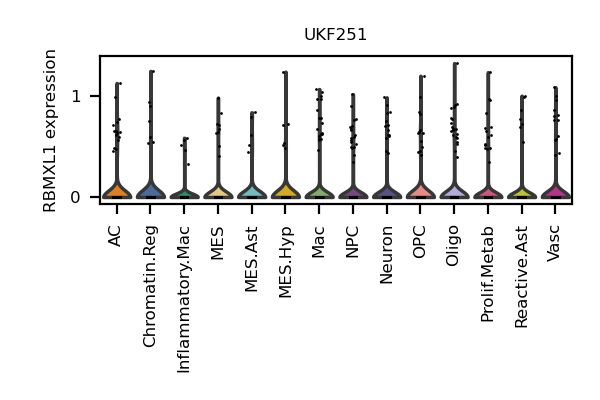 UKF251
RBMXL1 expression
1
0
AC
Chromatin.Reg
Inflammatory.Mac
MES
MES.Ast
MES.Hyp
Mac
NPC
Neuron
OPC
Oligo
Prolif.Metab
Reactive.Ast
Vasc